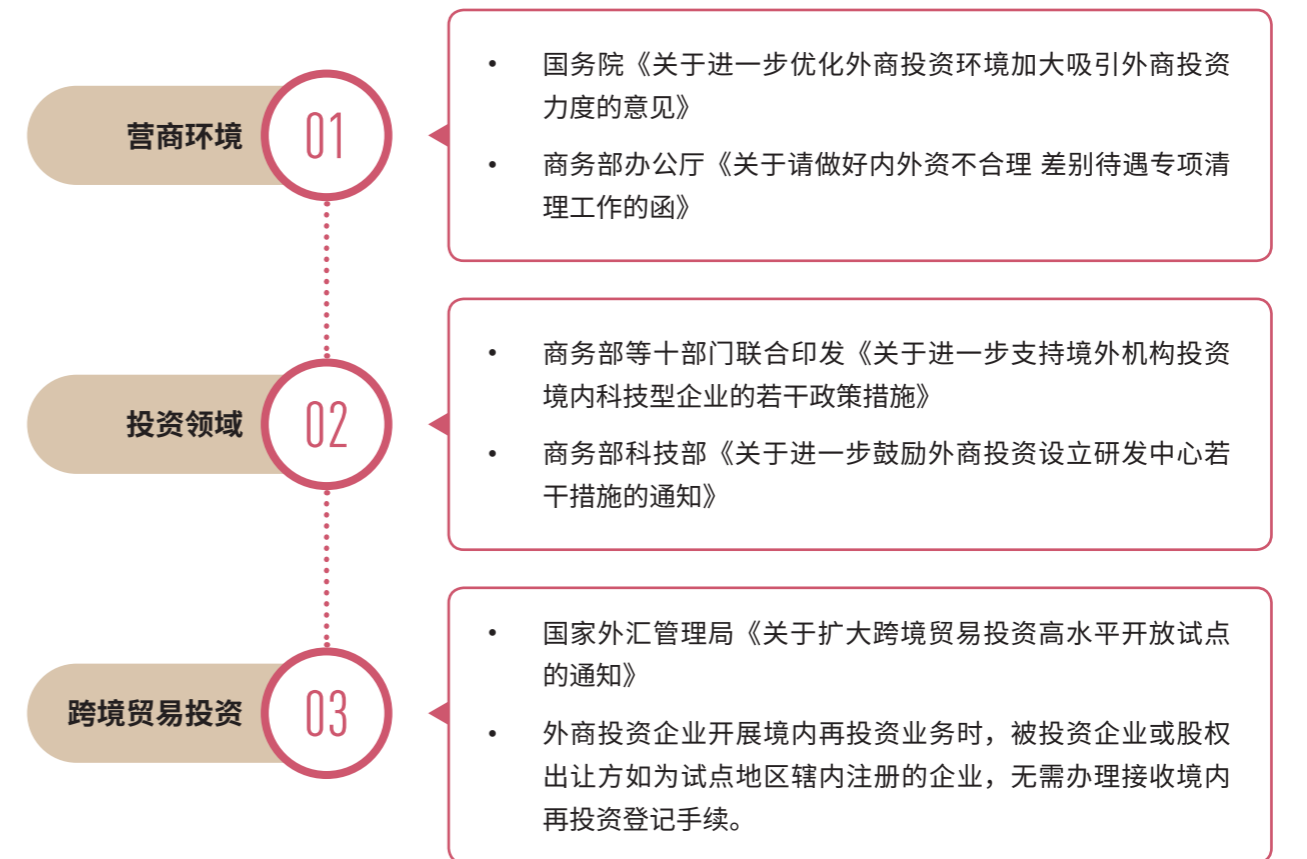 营商环境
01
• 国务院《关于进一步优化外商投资环境加大吸引外商投资
力度的意见》
• 商务部办公厅《关于请做好内外资不合理 差别待遇专项清
理工作的函》
投资领域
02
• 商务部等十部门联合印发《关于进一步支持境外机构投资
境内科技型企业的若干政策措施》
• 商务部科技部《关于进一步鼓励外商投资设立研发中心若
干措施的通知》
跨境贸易投资
03
• 国家外汇管理局《关于扩大跨境贸易投资高水平开放试点
的通知》
• 外商投资企业开展境内再投资业务时，被投资企业或股权
出让方如为试点地区辖内注册的企业，无需办理接收境内
再投资登记手续。